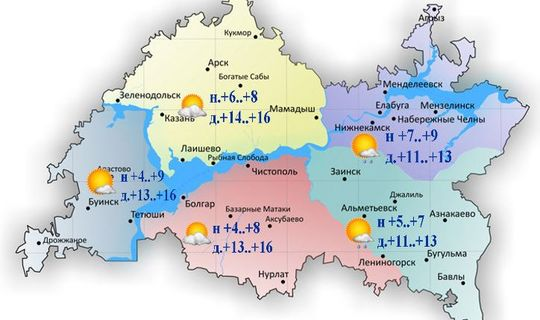 Агрыз
Кукмор
Арск
Богатые Сабы
Менделеевск
Зеленодольск
н.+6..+8
Елабуга
Мензелинск
Казань
д.+14..+16
Мамадыш
Набережные Челны
Нижнекамск
н +7..+9
Лаишево
Рыбная Слобода
д.+11..+13
Апастово
н +4..+9
Чистополь
Заинск
д.+13..+16
Буинск
Болгар
Джалиль
Тетюши
Базарные Матаки
Альметьевск
н +5..+7
Азнакаево
н +4..+8
Аксубаево
Дрожжаное
д.+13..+16
д.+11..+13
Лениногорск
Бугульма
Нурлат
Бавлы